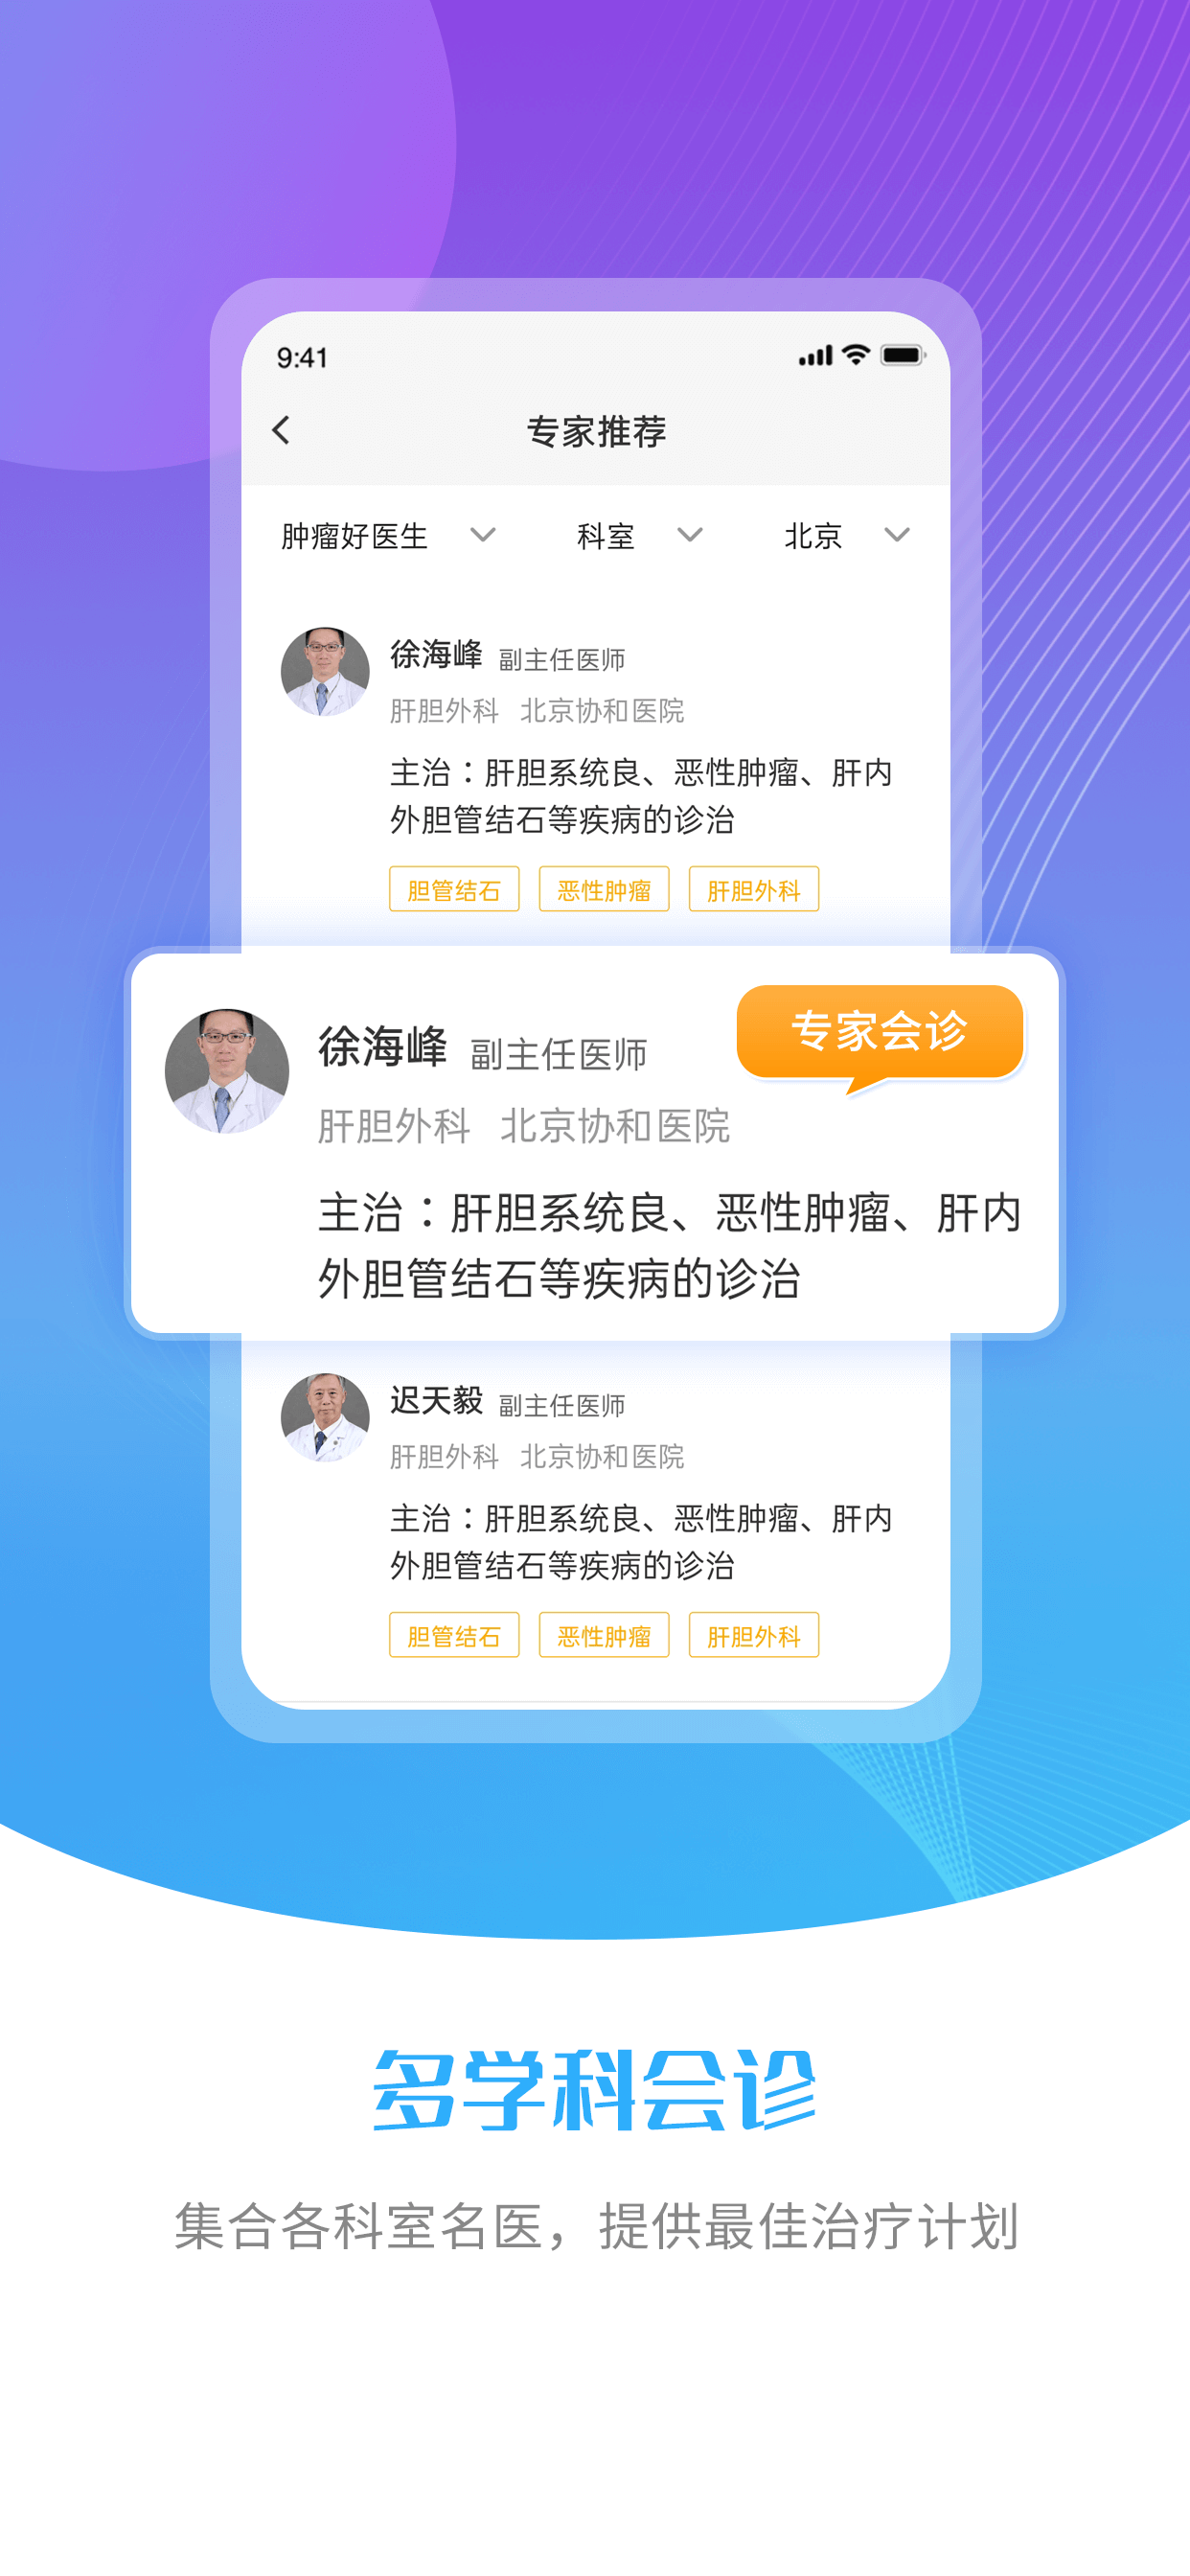 9:41
专家推荐
肿瘤好医生 科室 北京
徐海峰 副主任医师
肝胆外科 北京协和医院
主治：肝胆系统良、恶性肿瘤、肝内
外胆管结石等疾病的诊治
胆管结石 恶性肿瘤 肝胆外科
专家会诊
徐海峰 副主任医师
肝胆外科 北京协和医院
主治：肝胆系统良、恶性肿瘤、肝内
外胆管结石等疾病的诊治
迟天毅 副主任医师
肝胆外科 北京协和医院
主治：肝胆系统良、恶性肿瘤、肝内
外胆管结石等疾病的诊治
胆管结石 恶性肿瘤 肝胆外科
多学科会诊
集合各科室名医，提供最佳治疗计划